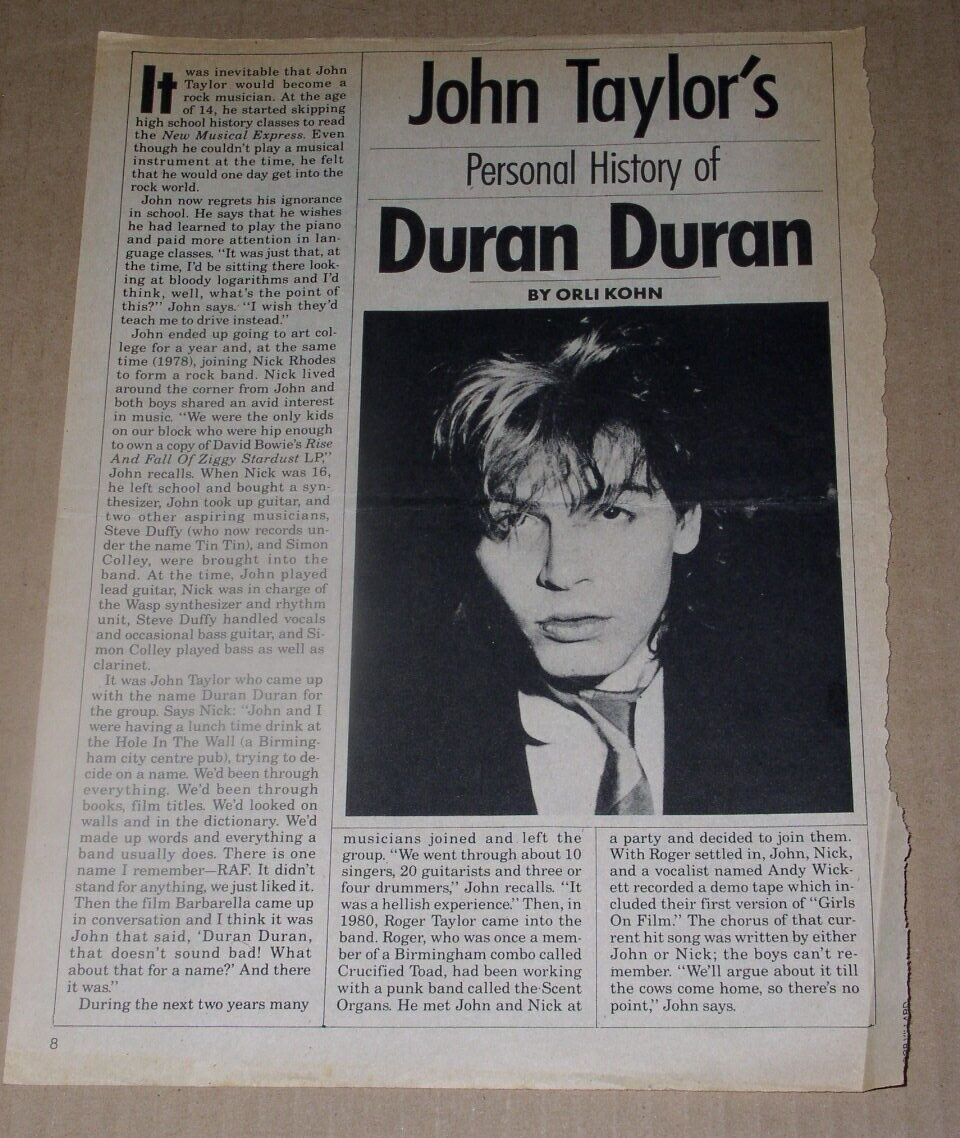 John Taylor's
Personal History of
Duran Duran
BY ORLI KOHN
It was inevitable that John
Taylor would become a
rock musician. At the age
of 14, he started skipping
high school history classes to read
the New Musical Express. Even
though he couldn't play a musical
instrument at the time, he felt
that he would one day get into the
rock world.
John now regrets his ignorance
in school. He says that he wishes
he had learned to play the piano
and paid more attention in lan-
guage classes. "It was just that, at
the time, I'd be sitting there look-
ing at bloody logarithms and I'd
think, well, what's the point of
this?" John says. "I wish they'd
teach me to drive instead."
John ended up going to art col-
lege for a year and, at the same
time (1978), joining Nick Rhodes
to form a rock band. Nick lived
around the corner from John and
both boys shared an avid interest
in music. "We were the only kids
on our block who were hip enough
to own a copy of David Bowie's Rise
And Fall Of Ziggy Stardust LP,"
John recalls. When Nick was 16,
he left school and bought a syn-
thesizer, John took up guitar, and
two other aspiring musicians,
Steve Duffy (who now records un-
der the name Tin Tin), and Simon
Colley, were brought into the
band. At the time, John played
lead guitar, Nick was in charge of
the Wasp synthesizer and rhythm
unit, Steve Duffy handled vocals
and occasional bass guitar, and Si-
mon Colley played bass as well as
clarinet.
It was John Taylor who came up
with the name Duran Duran for
the group. Says Nick: "John and I
were having a lunch time drink at
the Hole In The Wall (a Birming-
ham city centre pub), trying to de-
cide on a name. We'd been through
everything. We'd been through
books, film titles. We'd looked on
walls and in the dictionary. We'd
made up words and everything a
band usually does. There is one
name I remember—RAF. It didn't
stand for anything, we just liked it.
Then the film Barbarella came up
in conversation and I think it was
John that said, 'Duran Duran,
that doesn't sound bad! What
about that for a name?' And there
it was."
During the next two years many
musicians joined and left the
group. "We went through about 10
singers, 20 guitarists and three or
four drummers," John recalls. "It
was a hellish experience." Then, in
1980, Roger Taylor came into the
band. Roger, who was once a mem-
ber of a Birmingham combo called
Crucified Toad, had been working
with a punk band called the Scent
Organs. He met John and Nick at
a party and decided to join them.
With Roger settled in, John, Nick,
and a vocalist named Andy Wick-
ett recorded a demo tape which in-
cluded their first version of "Girls
On Film." The chorus of that cur-
rent hit song was written by either
John or Nick; the boys can't re-
member. "We'll argue about it till
the cows come home, so there's no
point," John says.
8